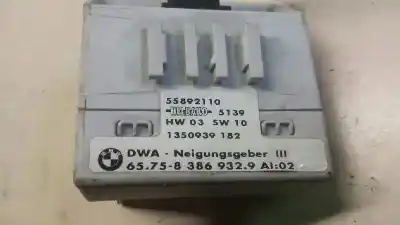 55892110
5139
HW 03 SW 10
1350939 182
DWA - Neigungsgeber III
65.75-8 386 932.9 AI:02